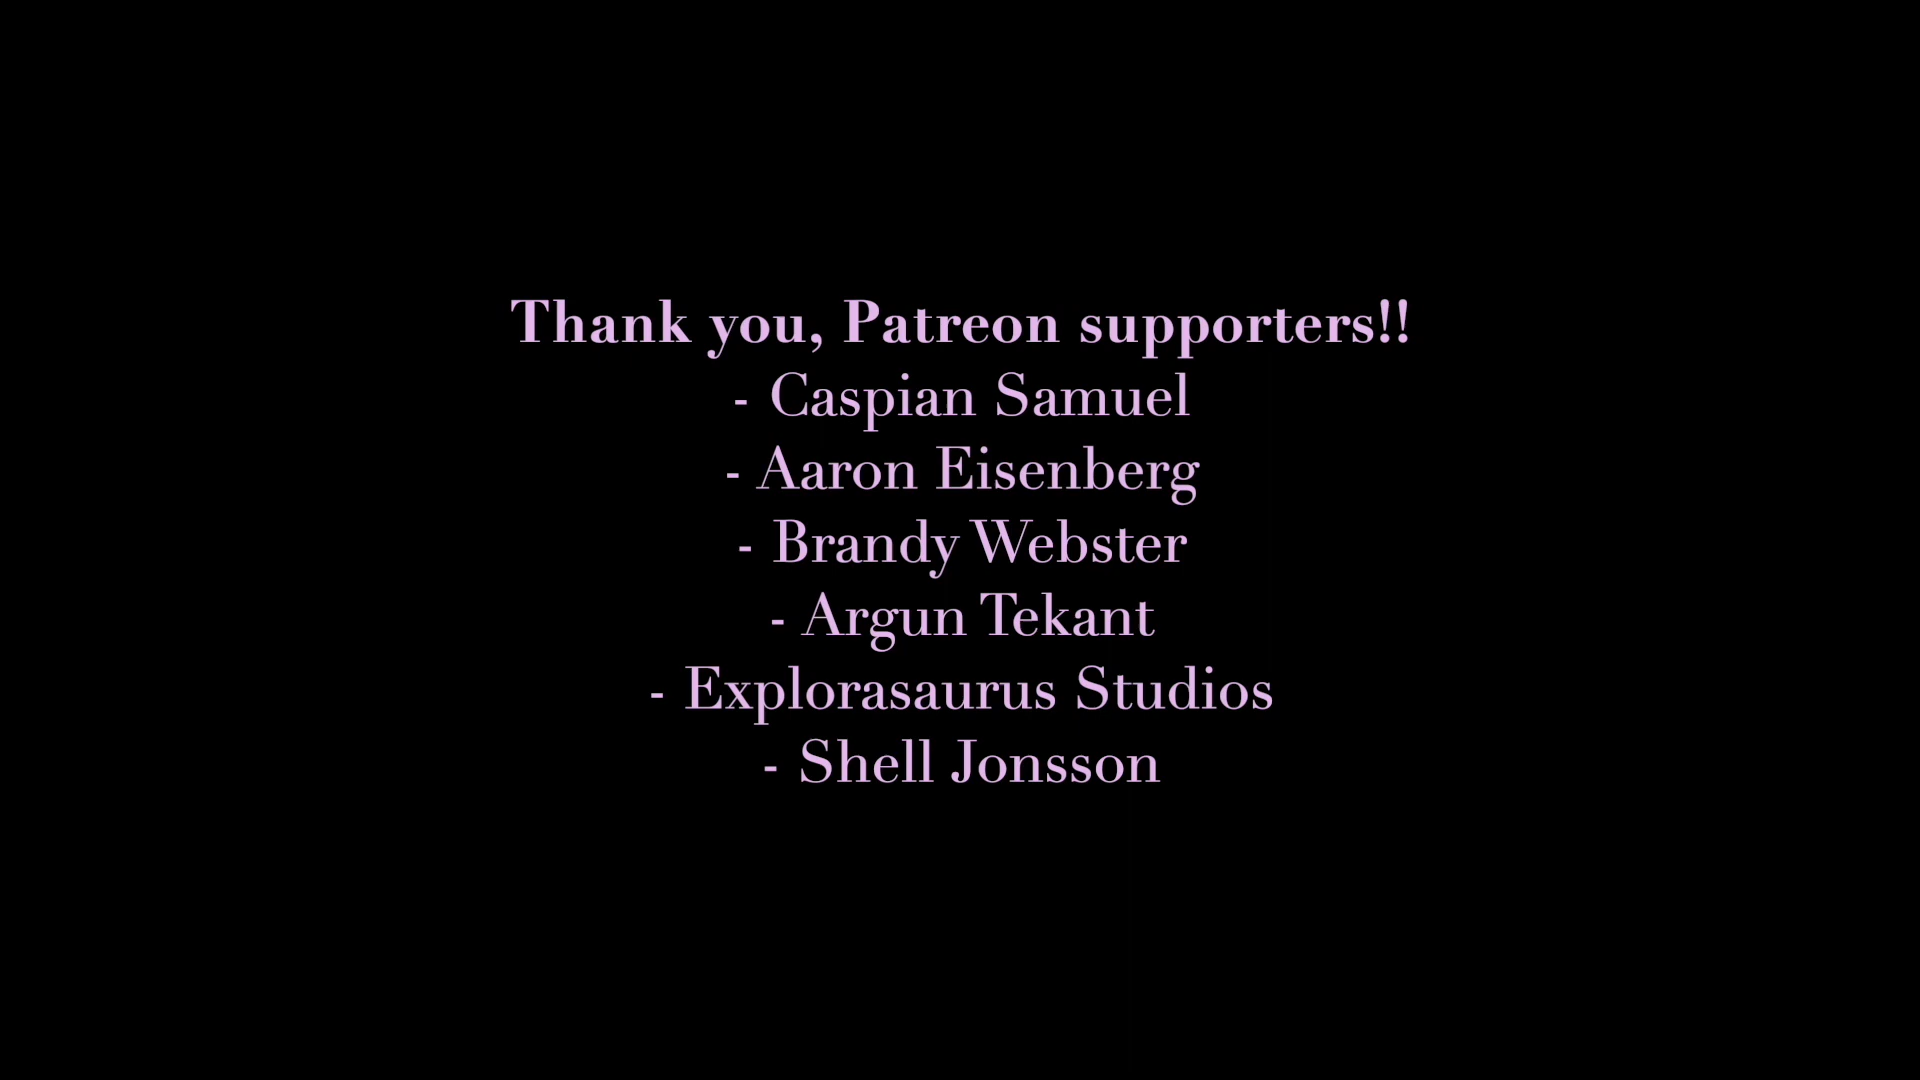 Thank you, Patreon supporters!!
- Caspian Samuel
- Aaron Eisenberg
- Brandy Webster
- Argun Tekant
- Explorasaurus Studios
- Shell Jonsson